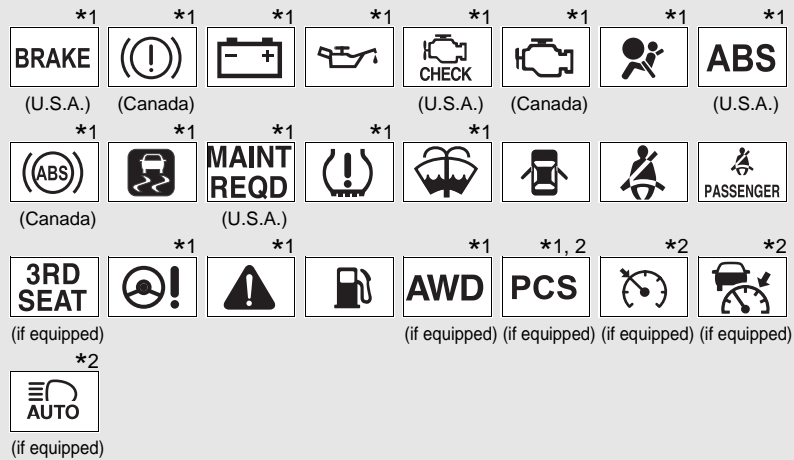 *1 *1 *1 *1 *1 *1 *1 *1
BRAKE (!) - + CHECK ABS
(U.S.A.) (Canada) (U.S.A.) (Canada) (U.S.A.)
*1 *1 *1 *1 *1
(ABS) MAINT (!) PASSENGER
REQD
(Canada) (U.S.A.)
*1 *1 *1 *1, 2 *2 *2
3RD ! AWD PCS
SEAT
(if equipped) (if equipped) (if equipped) (if equipped) (if equipped)
*2
AUTO
(if equipped)